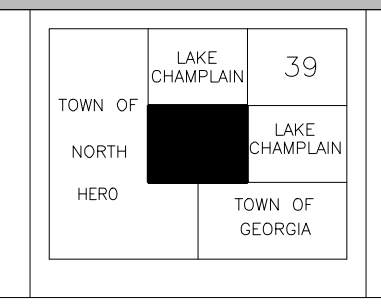 LAKE
CHAMPLAIN
39
TOWN OF
NORTH
HERO
LAKE
CHAMPLAIN
TOWN OF
GEORGIA